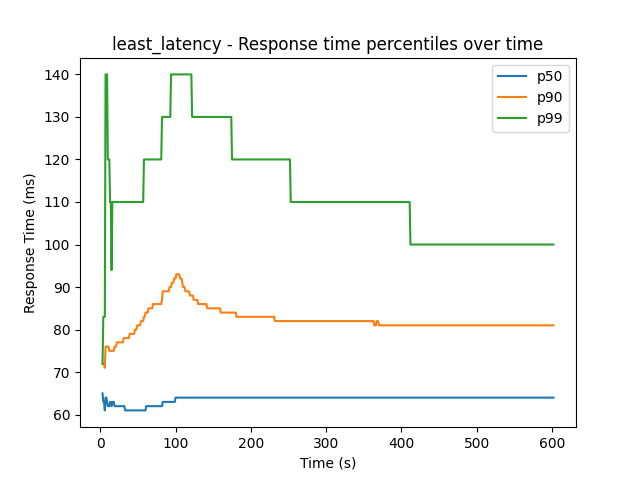 least_latency - Response time percentiles over time
p50
p90
p99
Response Time (ms)
140
130
120
110
100
90
80
70
60
0 100 200 300 400 500 600
Time (s)